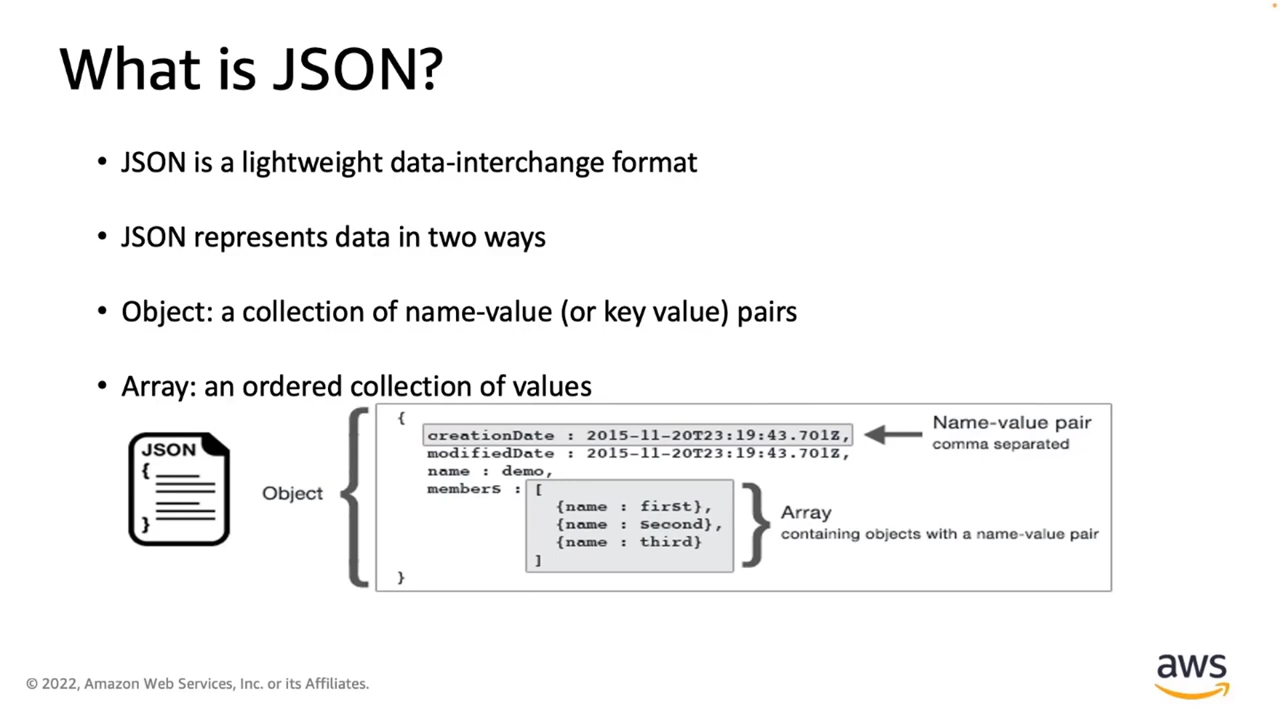 What is JSON?
• JSON is a lightweight data-interchange format
• JSON represents data in two ways
• Object: a collection of name-value (or key value) pairs
• Array: an ordered collection of values
JSON
{
}
Object
{
creationDate : 2015-11-20T23:19:43.701Z,
modifiedDate : 2015-11-20T23:19:43.701Z,
name : demo,
members : [
{name : first},
{name : second},
{name : third}
]
}
Name-value pair
comma separated
Array
containing objects with a name-value pair
© 2022, Amazon Web Services, Inc. or its Affiliates.
aws